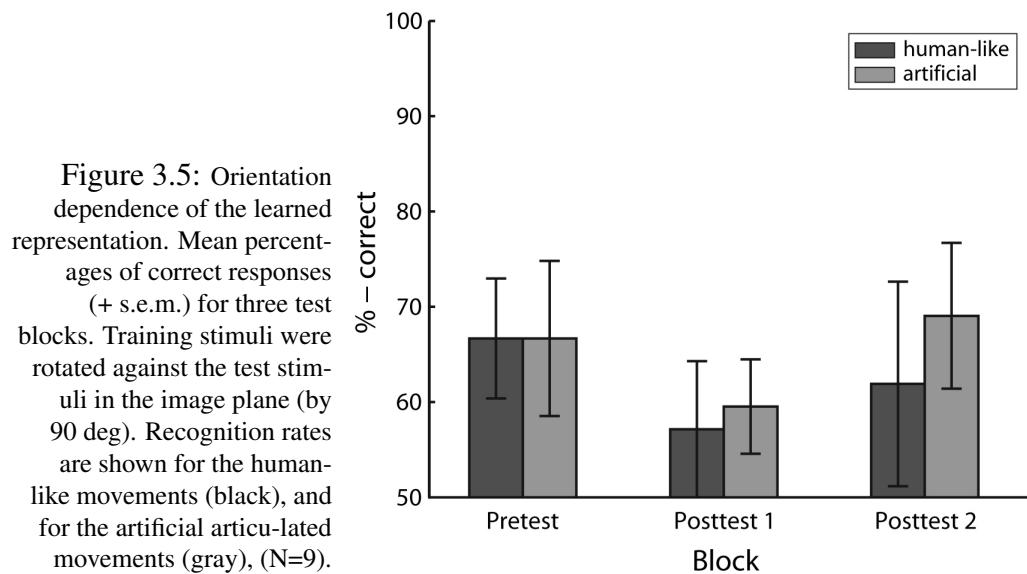 Figure 3.5: Orientation
dependence of the learned
representation. Mean percent-
ages of correct responses
(+ s.e.m.) for three test
blocks. Training stimuli were
rotated against the test stim-
uli in the image plane (by
90 deg). Recognition rates
are shown for the human-
like movements (black), and
for the artificial articu-lated
movements (gray), (N=9).
% – correct
100
90
80
70
60
50
human-like
artificial
Pretest
Posttest 1
Posttest 2
Block